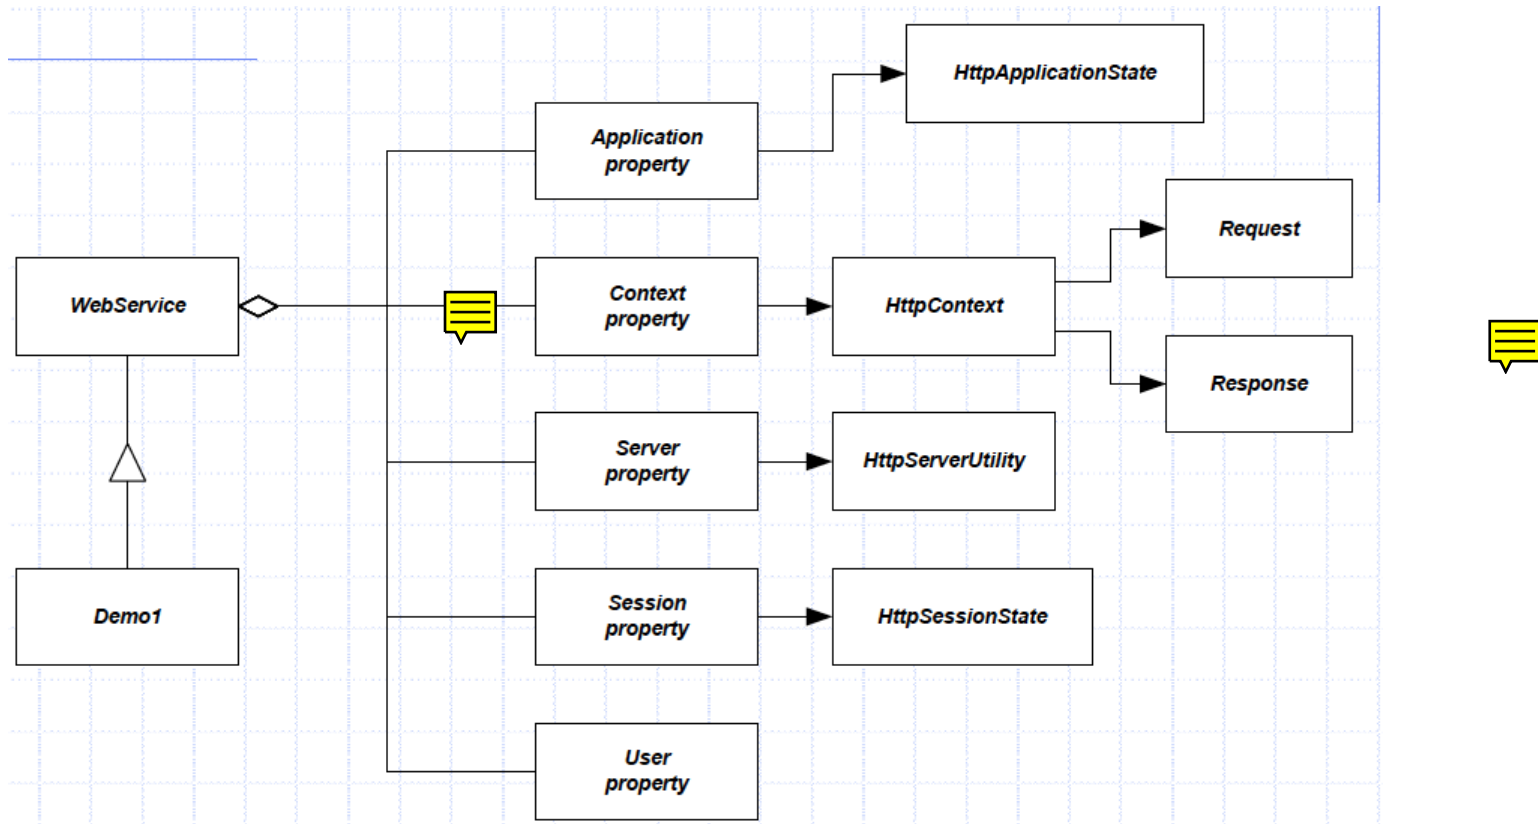 HttpApplicationState
Application
property
Request
WebService
Context
property
HttpContext
Response
Server
property
HttpServerUtility
Demo1
Session
property
HttpSessionState
User
property